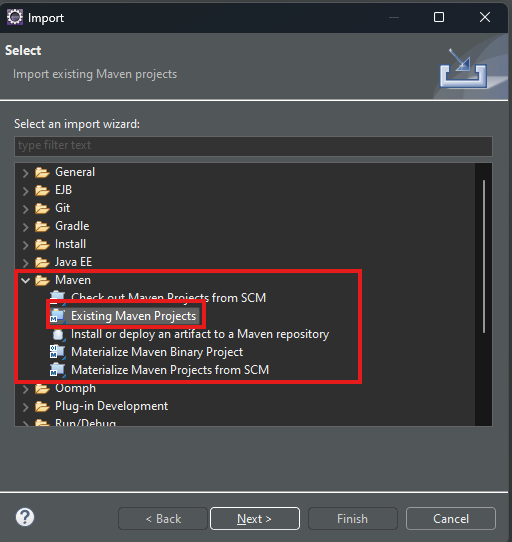 Import
Select
Import existing Maven projects
Select an import wizard:
type filter text
General
EJB
Git
Gradle
Install
Java EE
Maven
Check out Maven Projects from SCM
Existing Maven Projects
Install or deploy an artifact to a Maven repository
Materialize Maven Binary Project
Materialize Maven Projects from SCM
Oomph
Plug-in Development
Run/Debug
? < Back Next > Finish Cancel